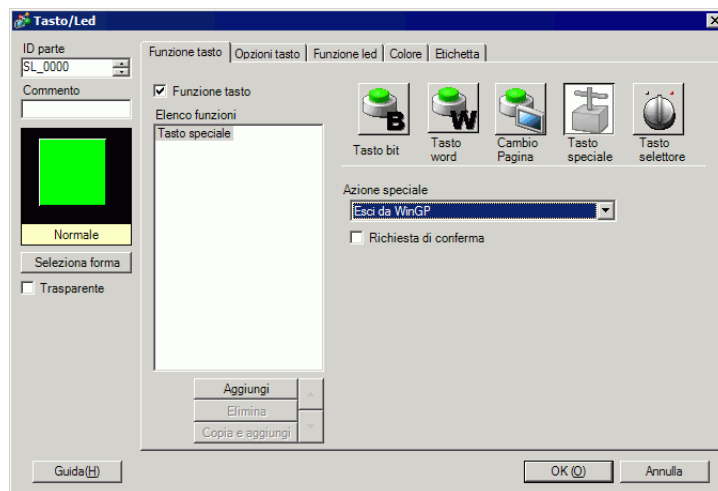 Tasto/Led
ID parte
SL_0000
Commento
Normale
Seleziona forma
Trasparente
Funzione tasto
Opzioni tasto
Funzione led
Colore
Etichetta
Funzione tasto
Elenco funzioni
Tasto speciale
Aggiungi
Elimina
Copia e aggiungi
B
Tasto bit
W
Tasto
word
Cambio
Pagina
Tasto
speciale
Tasto
selettore
Azione speciale
Esci da WinGP
Richiesta di conferma
Guida(H)
OK (O)
Annulla